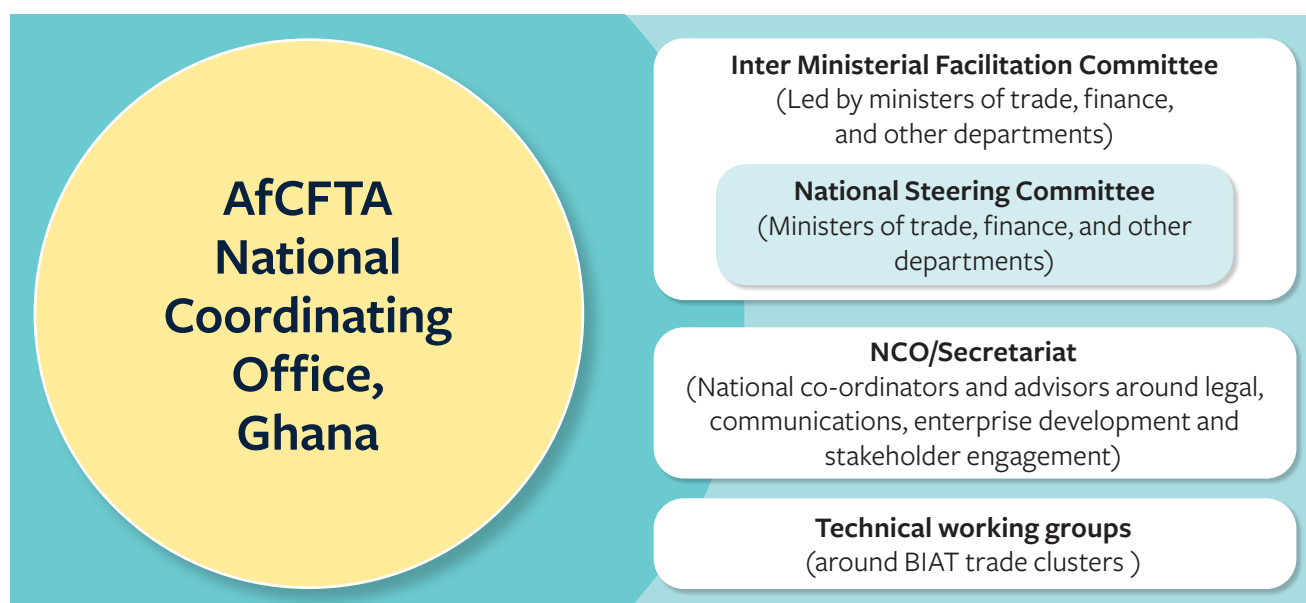 AfCFTA
National
Coordinating
Office,
Ghana
Inter Ministerial Facilitation Committee
(Led by ministers of trade, finance,
and other departments)
National Steering Committee
(Ministers of trade, finance, and other
departments)
NCO/Secretariat
(National co-ordinators and advisors around legal,
communications, enterprise development and
stakeholder engagement)
Technical working groups
(around BIAT trade clusters )